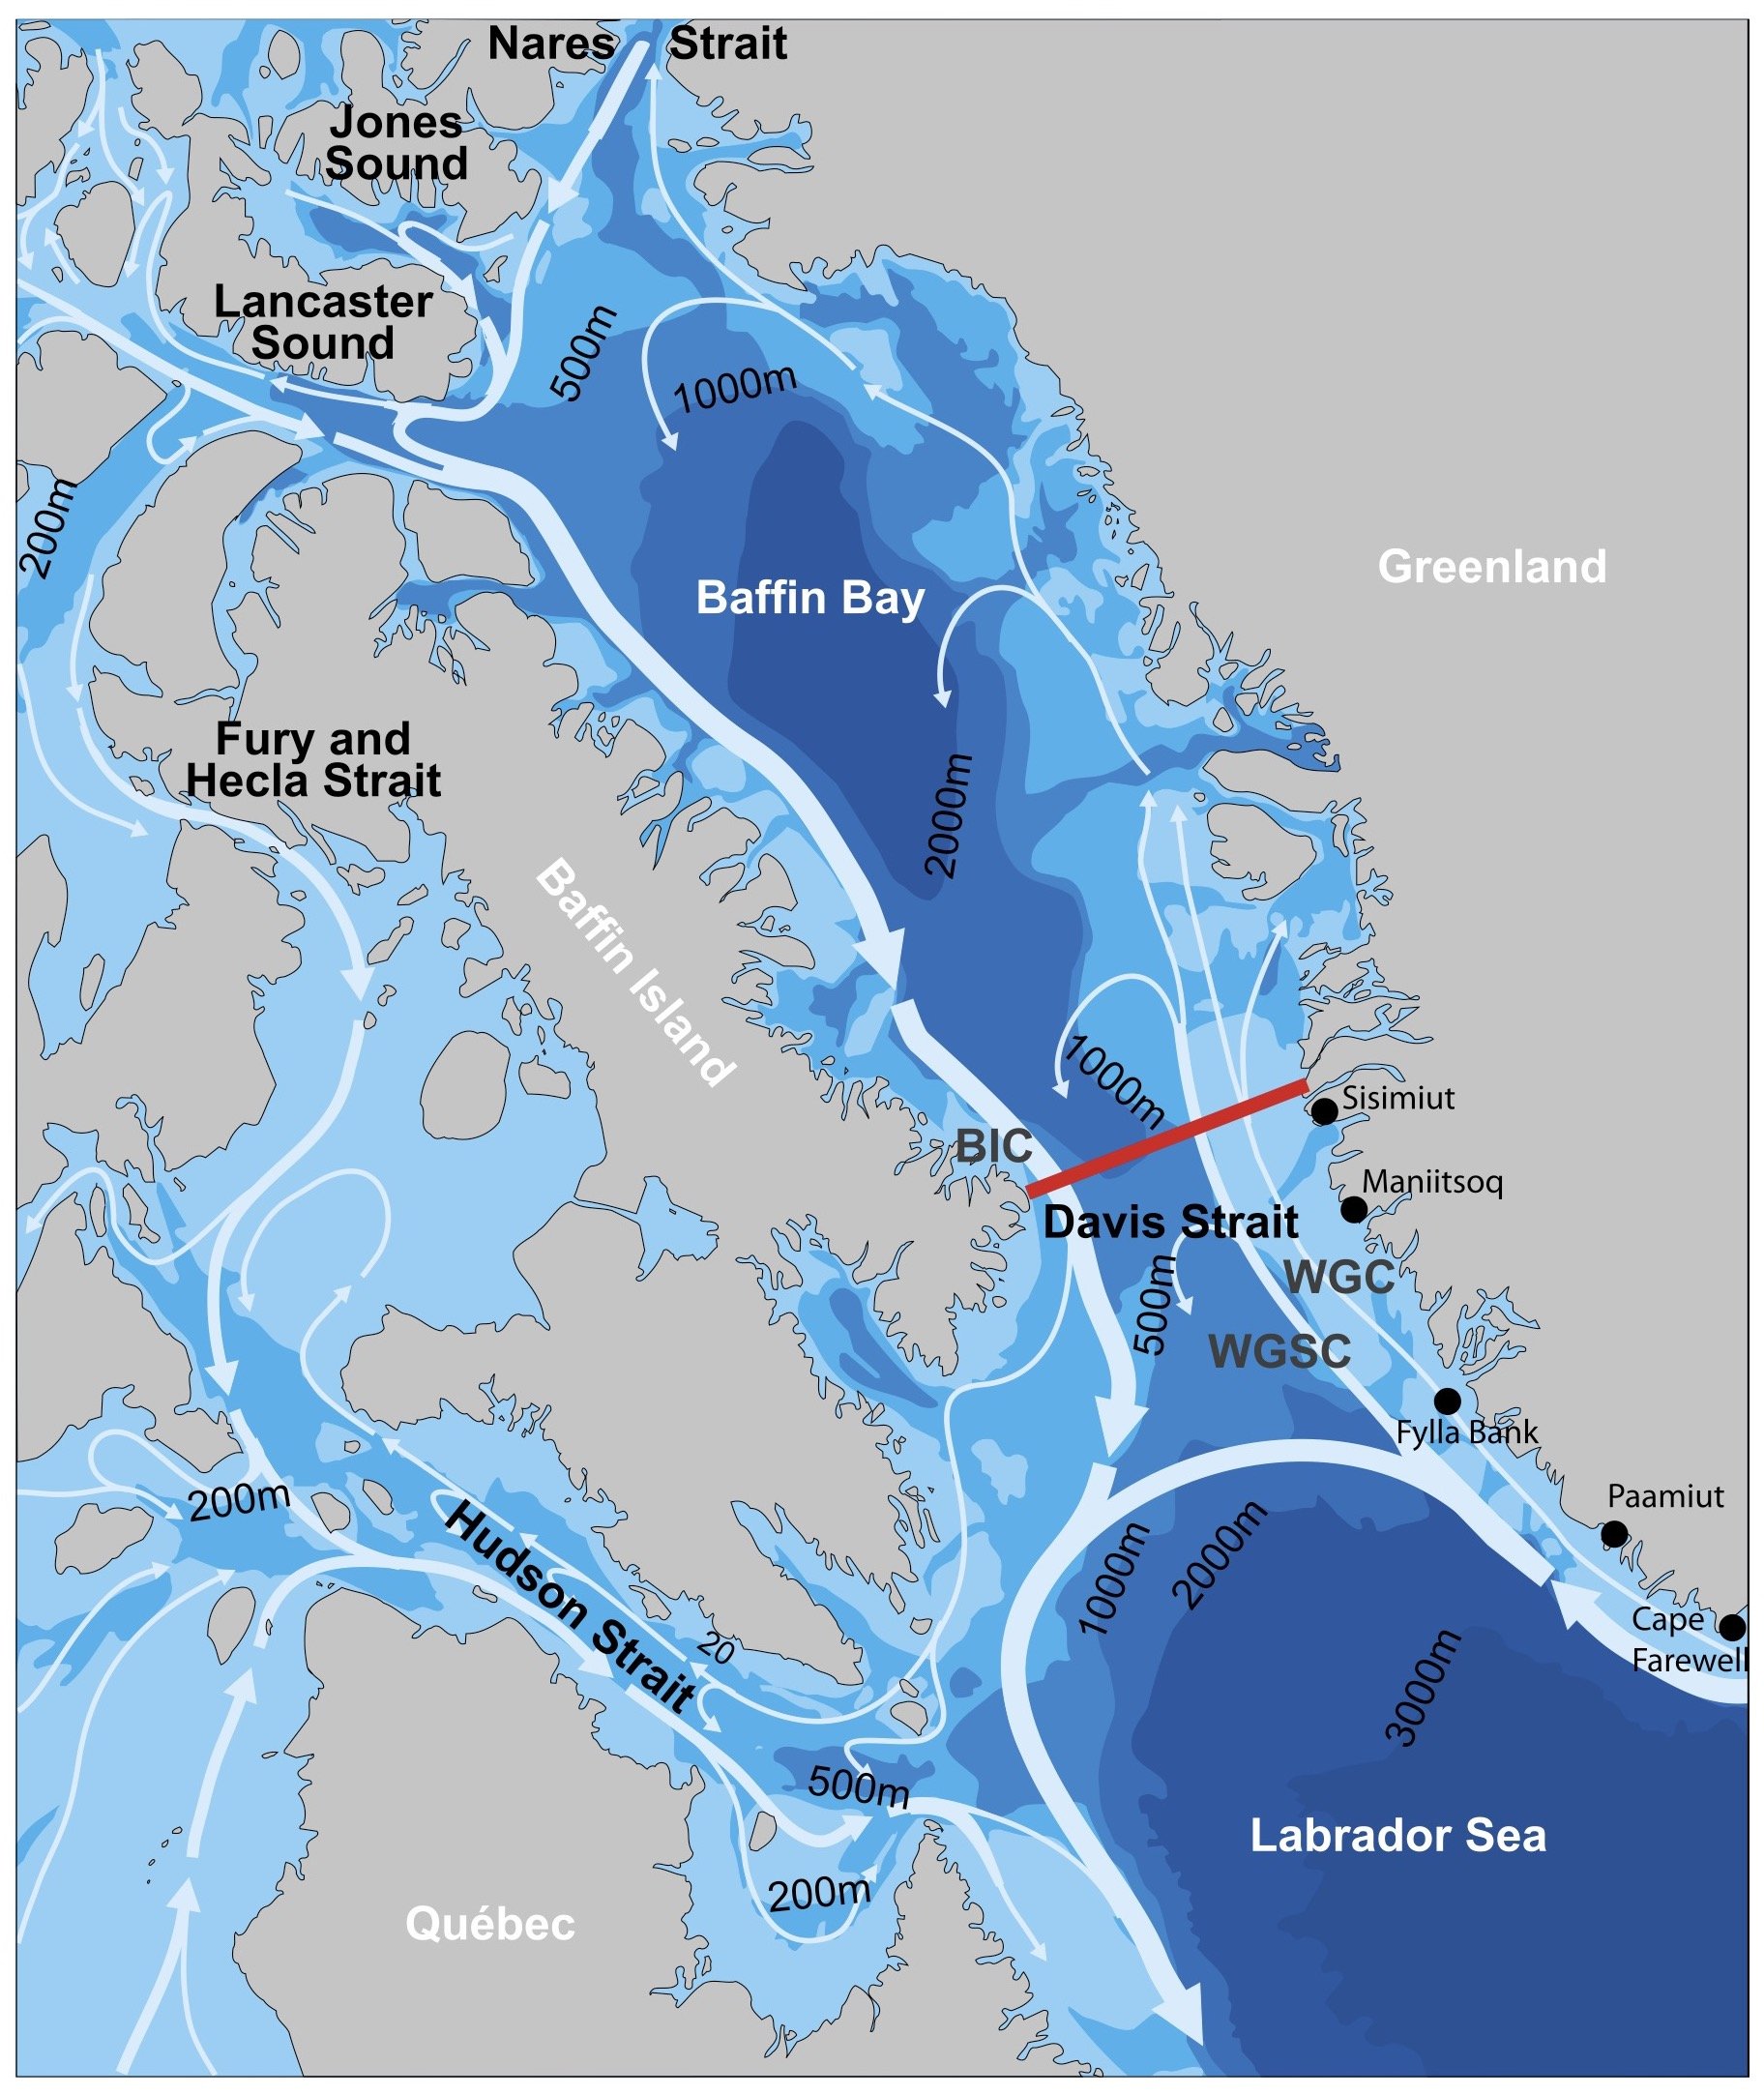 Nares Strait
Jones
Sound
Lancaster
Sound
500m
1000m
200m
Greenland
Baffin Bay
Fury and
Hecla Strait
2000m
Baffin Island
1000m
Sisimiut
BIC
Maniitsoq
Davis Strait
WGC
500m
WGSC
Fylla Bank
200m
Paamiut
Hudson Strait
1000m
2000m
Cape
Farewell
20
3000m
500m
Labrador Sea
200m
Québec